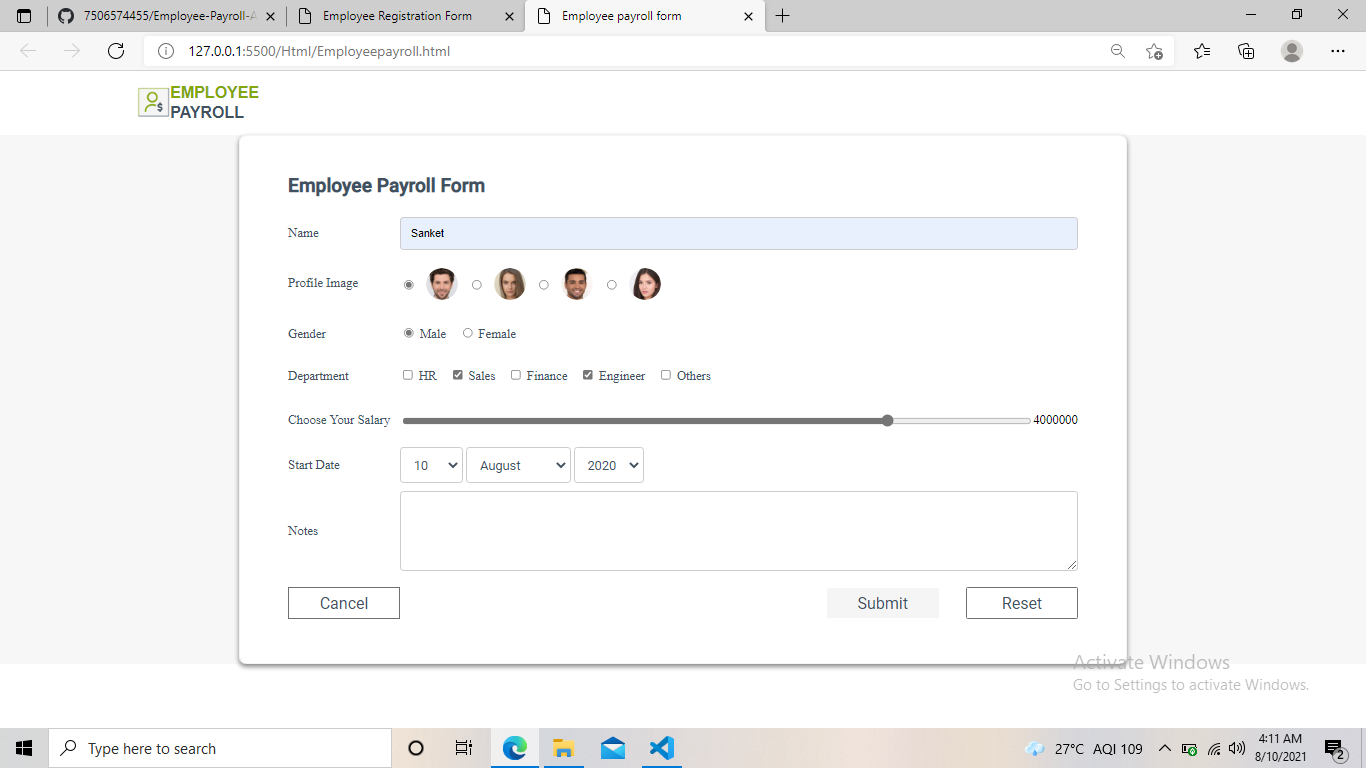 7506574455/Employee-Payroll-A
Employee Registration Form
Employee payroll form
127.0.0.1:5500/Html/Employeepayroll.html
EMPLOYEE
PAYROLL
Employee Payroll Form
Name Sanket
Profile Image
Gender Male Female
Department HR Sales Finance Engineer Others
Choose Your Salary 4000000
Start Date 10 August 2020
Notes
Cancel Submit Reset
Activate Windows
Go to Settings to activate Windows.
Type here to search
27°C AQI 109
4:11 AM
8/10/2021
2